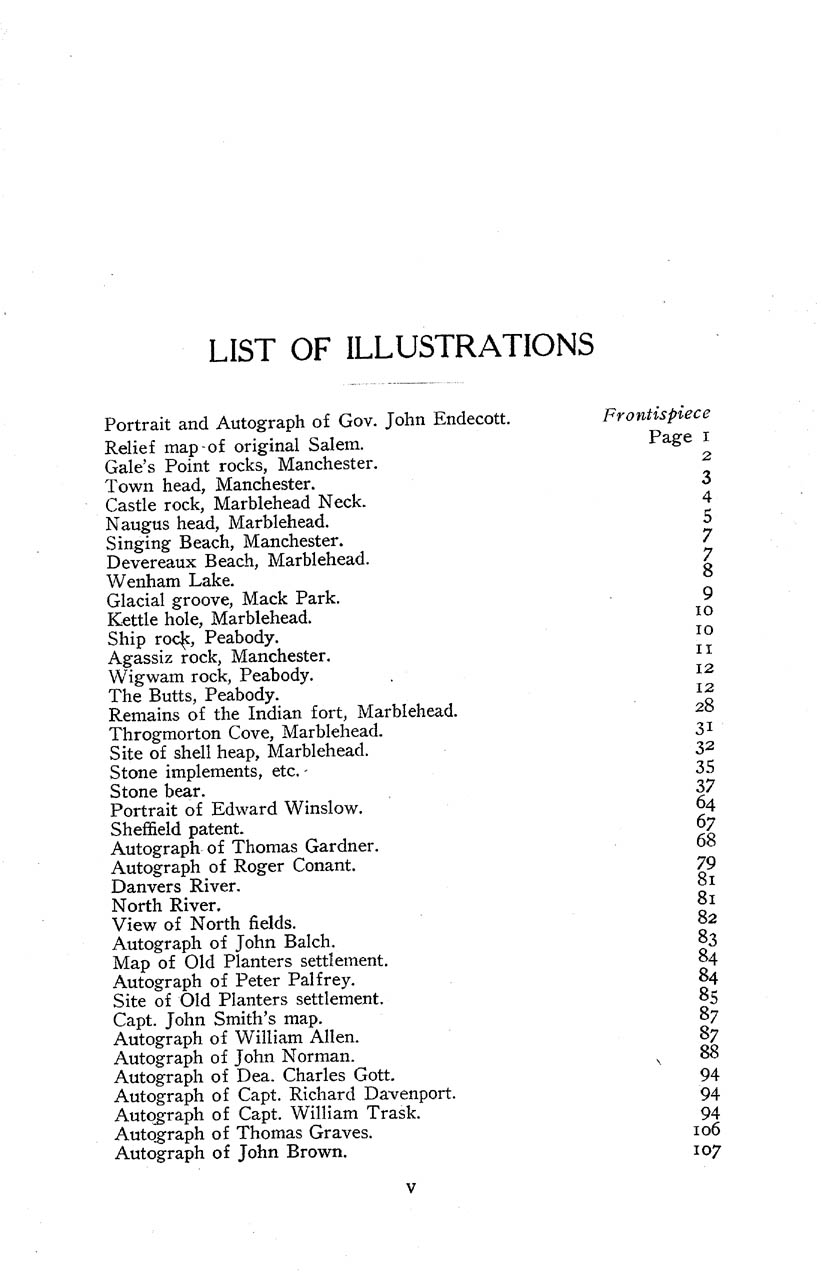 LIST OF ILLUSTRATIONS
Portrait and Autograph of Gov. John Endecott. Frontispiece
Relief map of original Salem. Page 1
Gale's Point rocks, Manchester. 2
Town head, Manchester. 3
Castle rock, Marblehead Neck. 4
Naugus head, Marblehead. 5
Singing Beach, Manchester. 7
Devereaux Beach, Marblehead. 7
Wenham Lake. 8
Glacial groove, Mack Park. 9
Kettle hole, Marblehead. 10
Ship rock, Peabody. 10
Agassiz rock, Manchester. 11
Wigwam rock, Peabody. 12
The Butts, Peabody. 12
Remains of the Indian fort, Marblehead. 28
Throgmorton Cove, Marblehead. 31
Site of shell heap, Marblehead. 32
Stone implements, etc. 35
Stone bear. 37
Portrait of Edward Winslow. 64
Sheffield patent. 67
Autograph of Thomas Gardner. 68
Autograph of Roger Conant. 79
Danvers River. 81
North River. 81
View of North fields. 82
Autograph of John Balch. 83
Map of Old Planters settlement. 84
Autograph of Peter Palfrey. 84
Site of Old Planters settlement. 85
Capt. John Smith's map. 87
Autograph of William Allen. 87
Autograph of John Norman. 88
Autograph of Dea. Charles Gott. 94
Autograph of Capt. Richard Davenport. 94
Autograph of Capt. William Trask. 94
Autograph of Thomas Graves. 106
Autograph of John Brown. 107
v